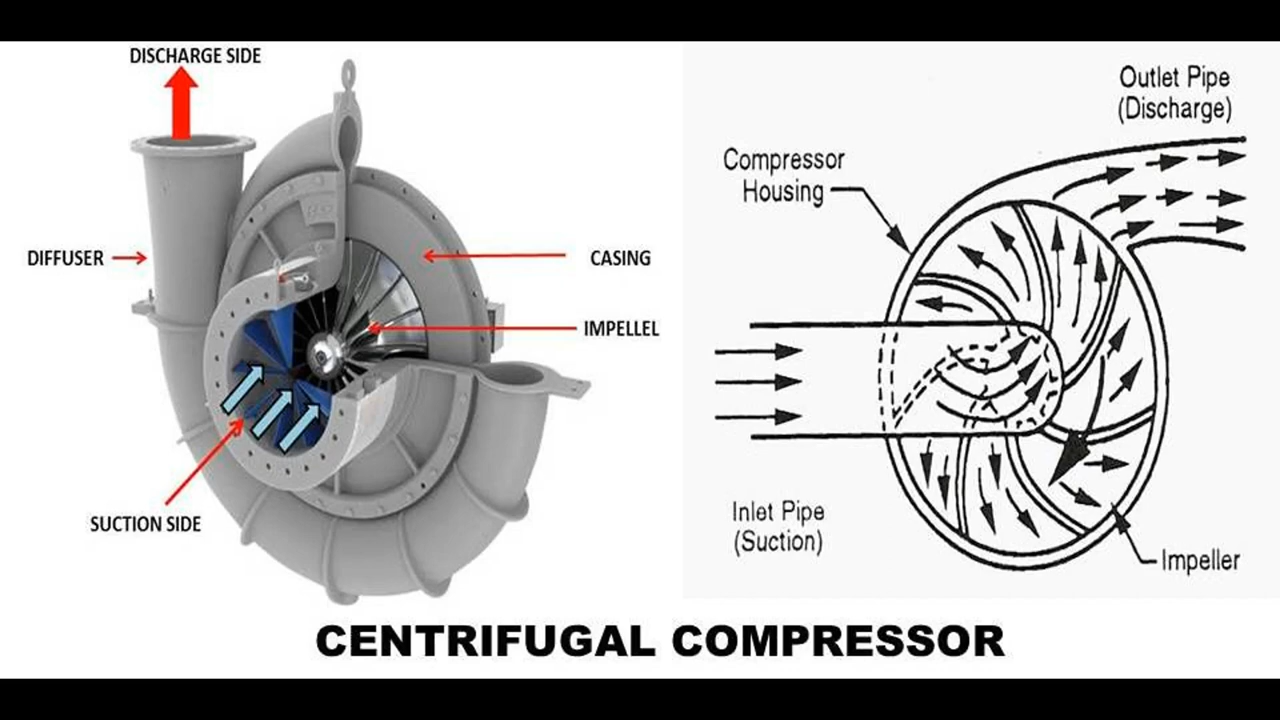 DISCHARGE SIDE
DIFFUSER
CASING
IMPELLEL
SUCTION SIDE
Outlet Pipe
(Discharge)
Compressor
Housing
Inlet Pipe
(Suction)
Impeller
CENTRIFUGAL COMPRESSOR